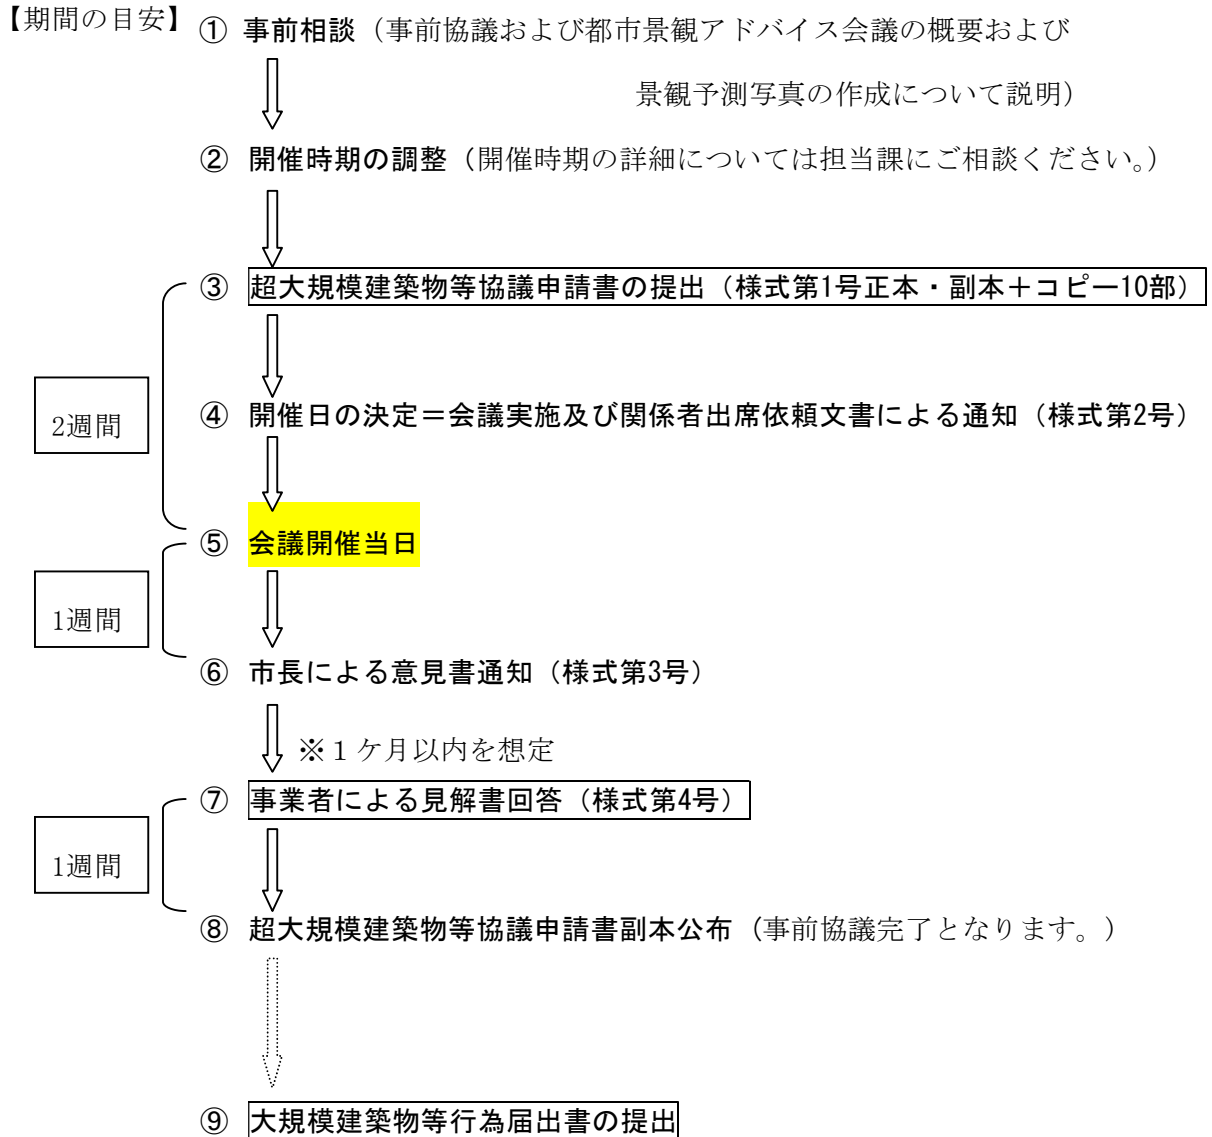 【期間の目安】
① 事前相談（事前協議および都市景観アドバイス会議の概要および
景観予測写真の作成について説明）
② 開催時期の調整（開催時期の詳細については担当課にご相談ください。）
③ 超大規模建築物等協議申請書の提出（様式第1号正本・副本＋コピー10部）
2週間
④ 開催日の決定＝会議実施及び関係者出席依頼文書による通知（様式第2号）
⑤ 会議開催当日
1週間
⑥ 市長による意見書通知（様式第3号）
※１ケ月以内を想定
⑦ 事業者による見解書回答（様式第4号）
1週間
⑧ 超大規模建築物等協議申請書副本公布（事前協議完了となります。）
⑨ 大規模建築物等行為届出書の提出